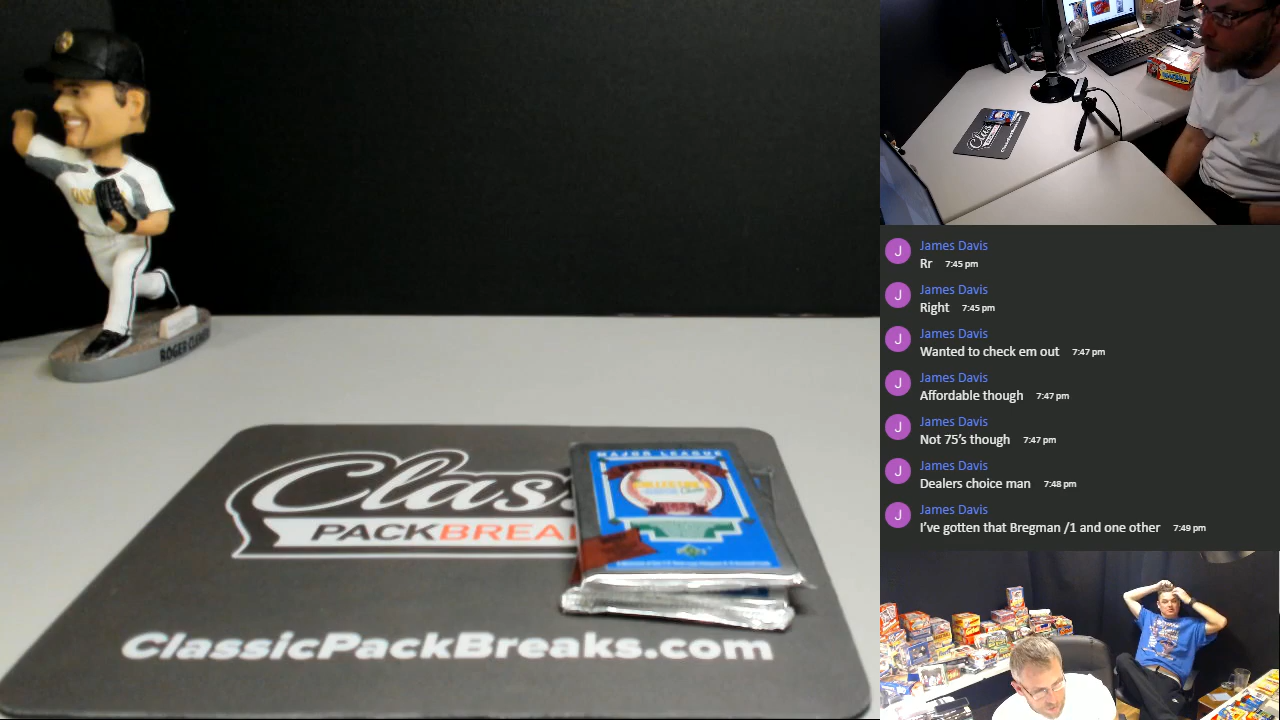 ROGER CLEMENS
Clas
PACKBREA
ClassicPackBreaks.com
MAJOR LEAGUE
COLLECTOR'S
Choice
James Davis
Rr 7:45 pm
James Davis
Right 7:45 pm
James Davis
Wanted to check em out 7:47 pm
James Davis
Affordable though 7:47 pm
James Davis
Not 75's though 7:47 pm
James Davis
Dealers choice man 7:48 pm
James Davis
I've gotten that Bregman /1 and one other 7:49 pm
J
J
J
J
J
J
J